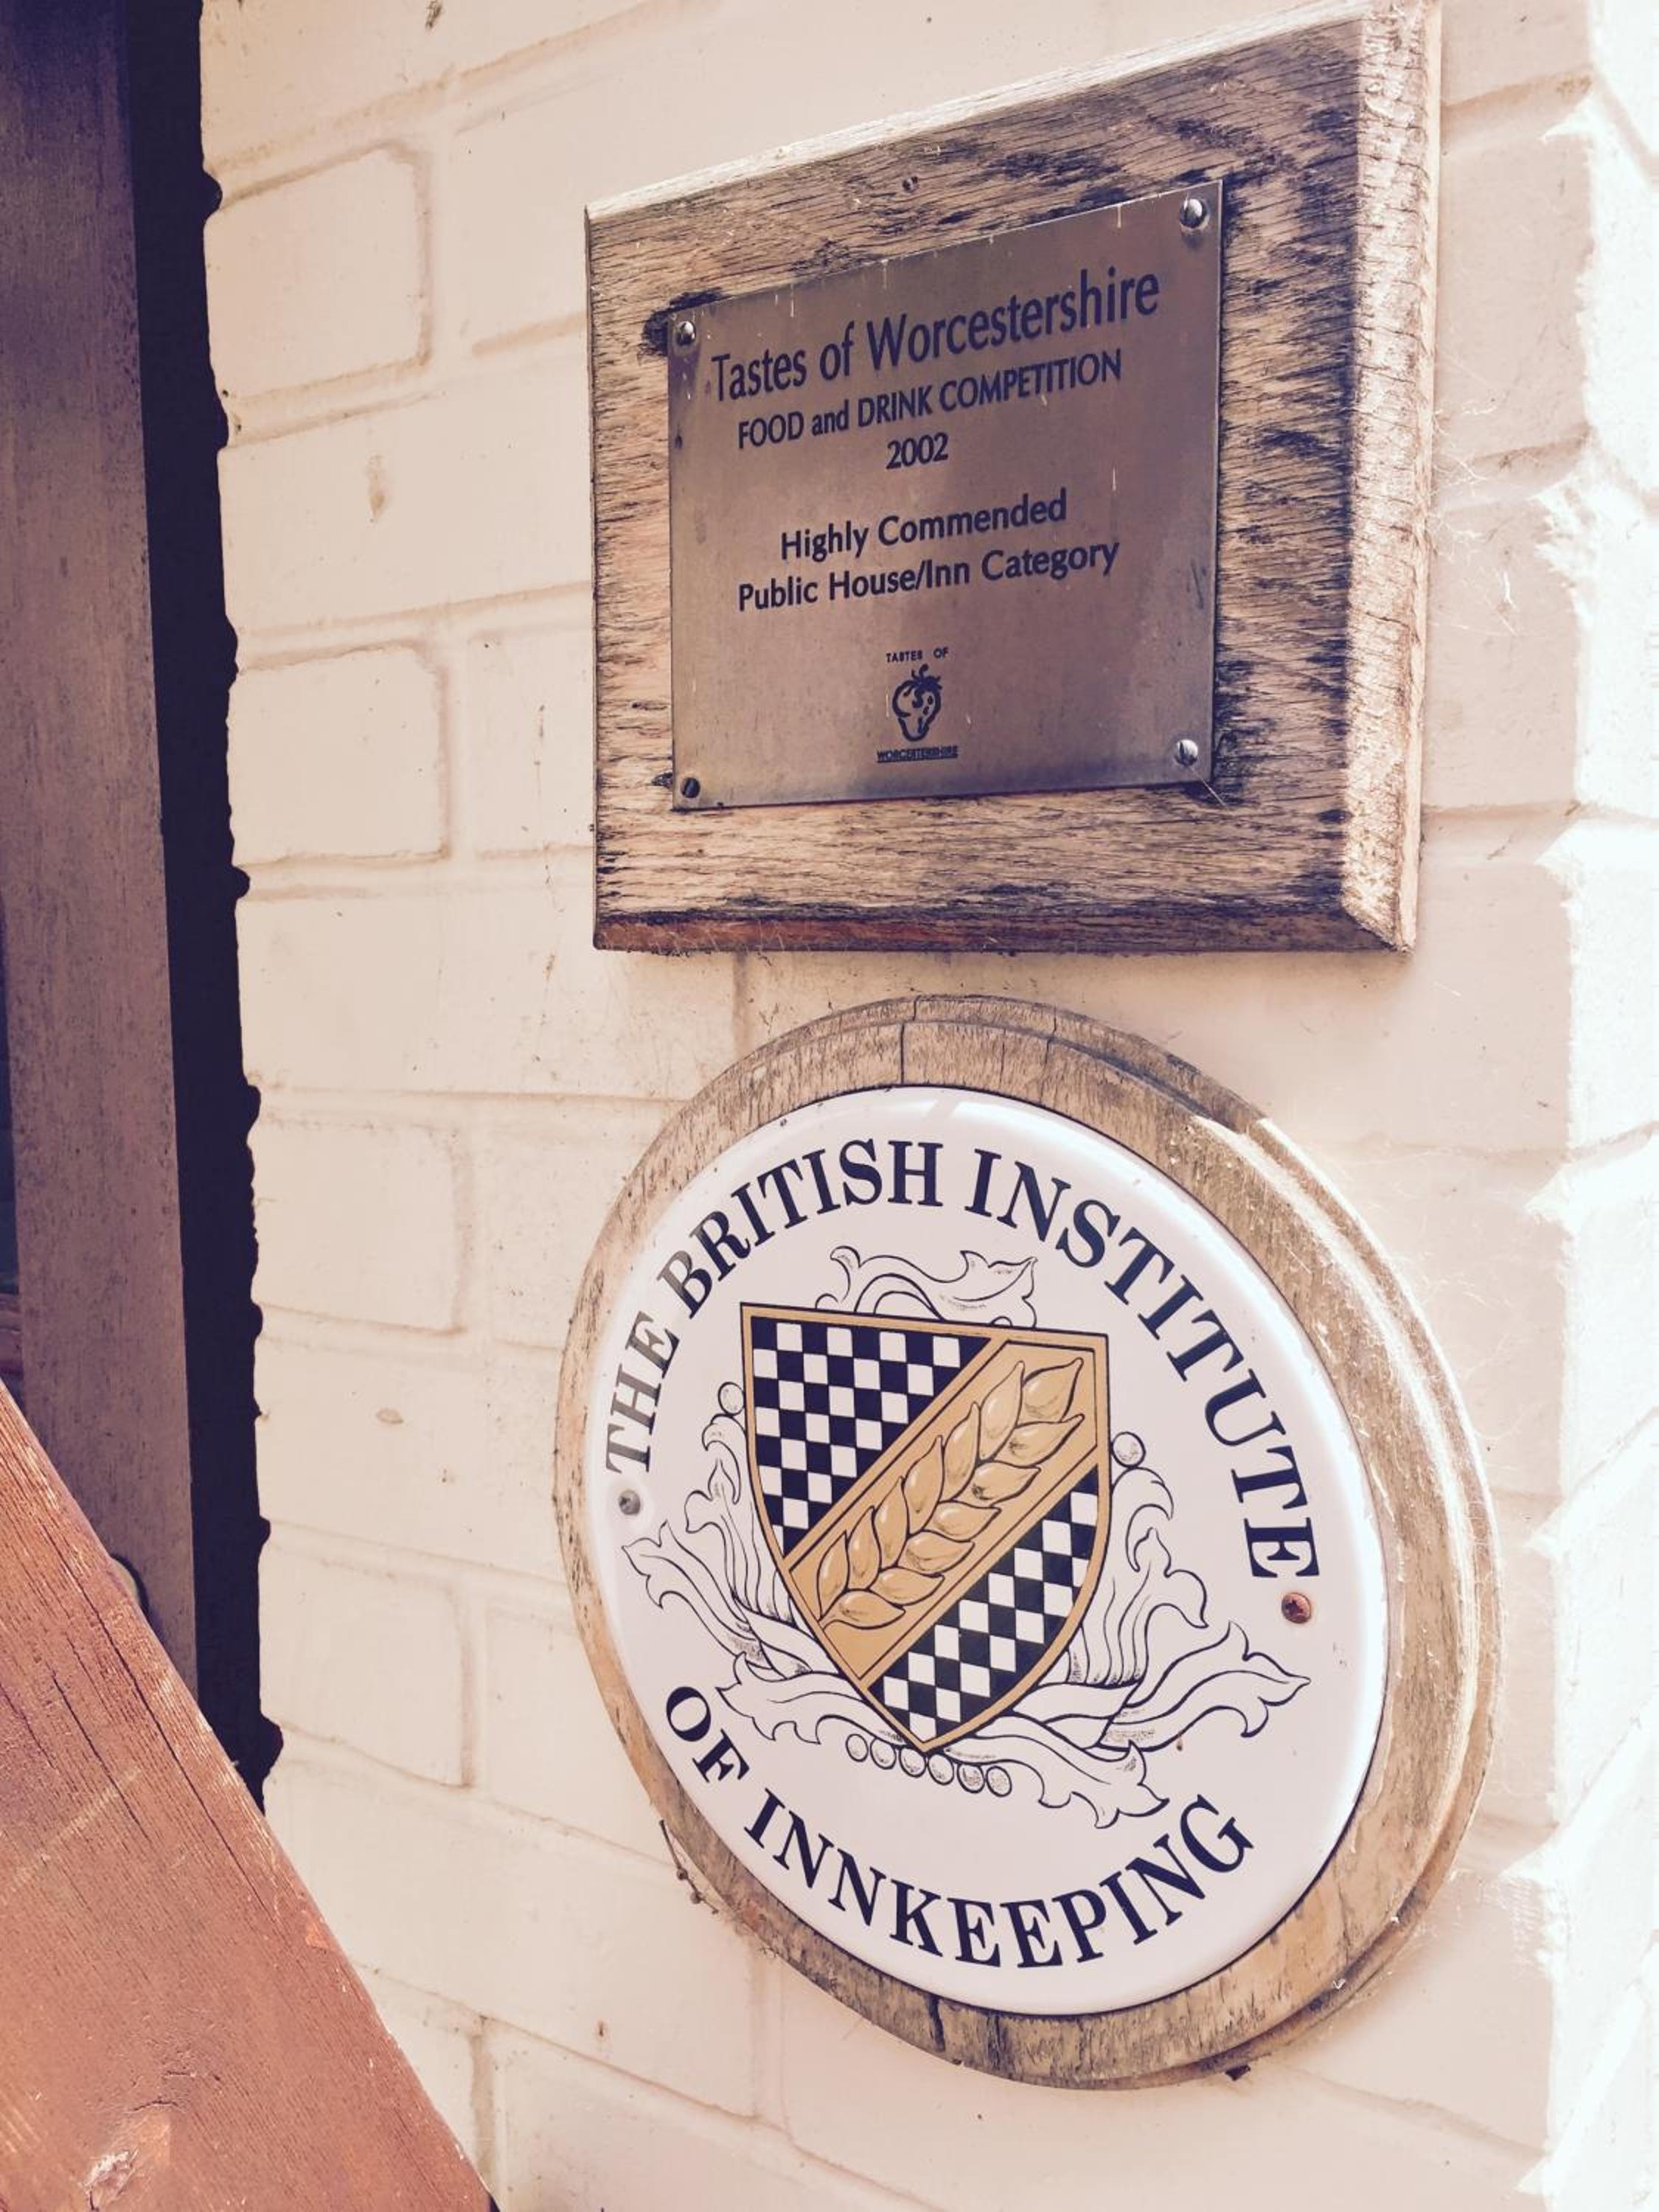 Tastes of Worcestershire
FOOD and DRINK COMPETITION
2002
Highly Commended
Public House/Inn Category
TASTES OF
WORCESTERSHIRE
THE BRITISH INSTITUTE
OF INNKEEPING